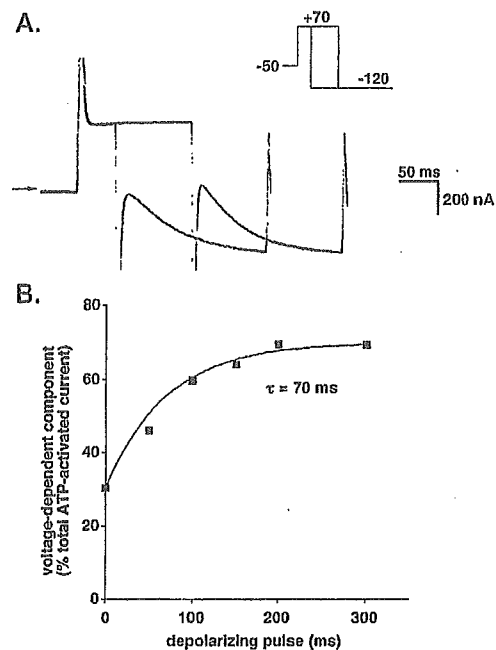 A.
+70
-50
-120
50 ms
200 nA
B.
voltage-dependent component
(% total ATP-activated current)
80
60
40
20
0
τ = 70 ms
0
100
200
300
depolarizing pulse (ms)